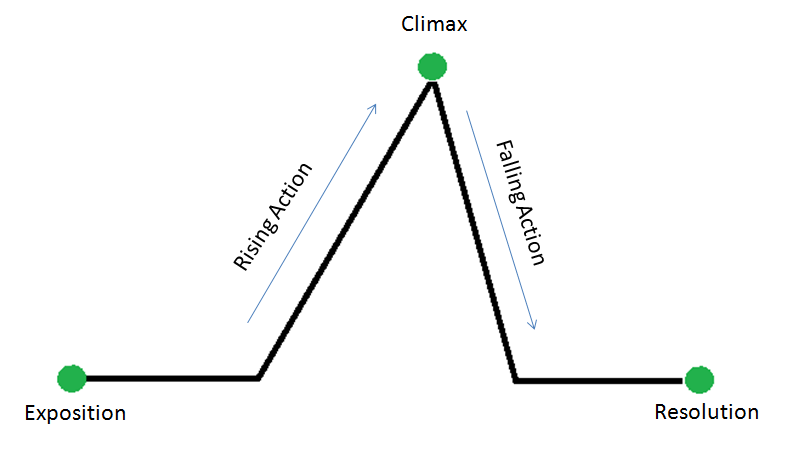 Climax
Rising Action
Falling Action
Exposition
Resolution